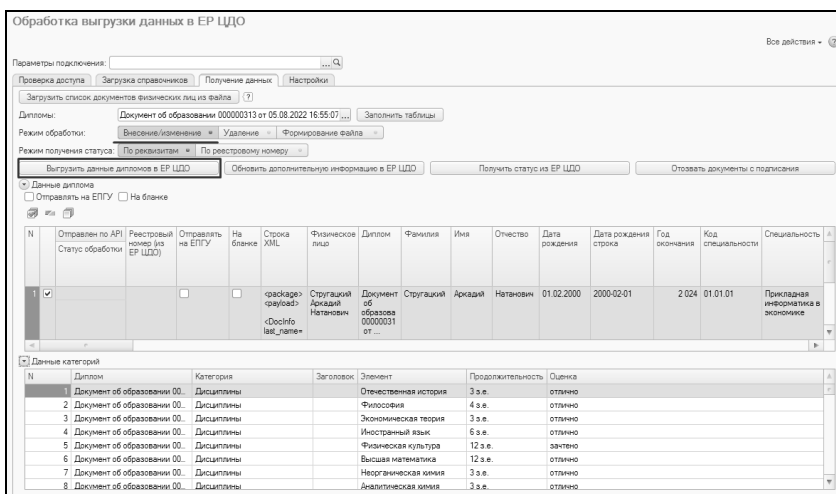 Обработка выгрузки данных в ЕР ЦДО
Все действия
Параметры подключения:
Проверка доступа Загрузка справочников Получение данных Настройки
Загрузить список документов физических лиц из файла ?
Дипломы: Документ об образовании 000000313 от 05.08.2022 16:55:07 ... Заполнить таблицы
Режим обработки: Внесение/изменение Удаление Формирование файла
Режим получения статуса: По реквизитам По реестровому номеру
Выгрузить данные дипломов в ЕР ЦДО Обновить дополнительную информацию в ЕР ЦДО Получить статус из ЕР ЦДО Отозвать документы с подписания
Данные диплома
Отправлять на ЕПГУ На бланке
N Отправлен по API Реестровый Отправлять На Строка Физическое Диплом Фамилия Имя Отчество Дата Дата рождения Год Код Специальность
Статус обработки номер (из на ЕПГУ бланке XML лицо рождения строка окончания специальности
ЕР ЦДО)
1 <package> Стругацкий Документ Стругацкий Аркадий Натанович 01.02.2000 2000-02-01 2 024 01.01.01 Прикладная
<payload> Аркадий об информатика в
Натанович образова экономике
<DocInfo 00000031
last_name= от ...
Данные категорий
N Диплом Категория Заголовок Элемент Продолжительность Оценка
1 Документ об образовании 00... Дисциплины Отечественная история 3 з.е. отлично
2 Документ об образовании 00... Дисциплины Философия 4 з.е. отлично
3 Документ об образовании 00... Дисциплины Экономическая теория 3 з.е. отлично
4 Документ об образовании 00... Дисциплины Иностранный язык 6 з.е. отлично
5 Документ об образовании 00... Дисциплины Физическая культура 12 з.е. зачтено
6 Документ об образовании 00... Дисциплины Высшая математика 12 з.е. отлично
7 Документ об образовании 00... Дисциплины Неорганическая химия 3 з.е. отлично
8 Документ об образовании 00... Дисциплины Аналитическая химия 3 з.е. отлично